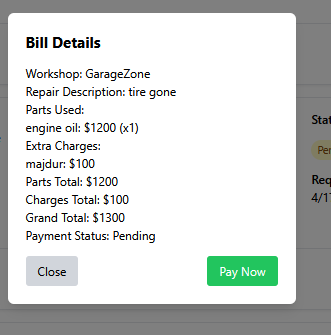 Bill Details
Workshop: GarageZone
Repair Description: tire gone
Parts Used:
engine oil: $1200 (x1)
Extra Charges:
majdur: $100
Parts Total: $1200
Charges Total: $100
Grand Total: $1300
Payment Status: Pending
Close
Pay Now
Stat
Per
Req
4/1